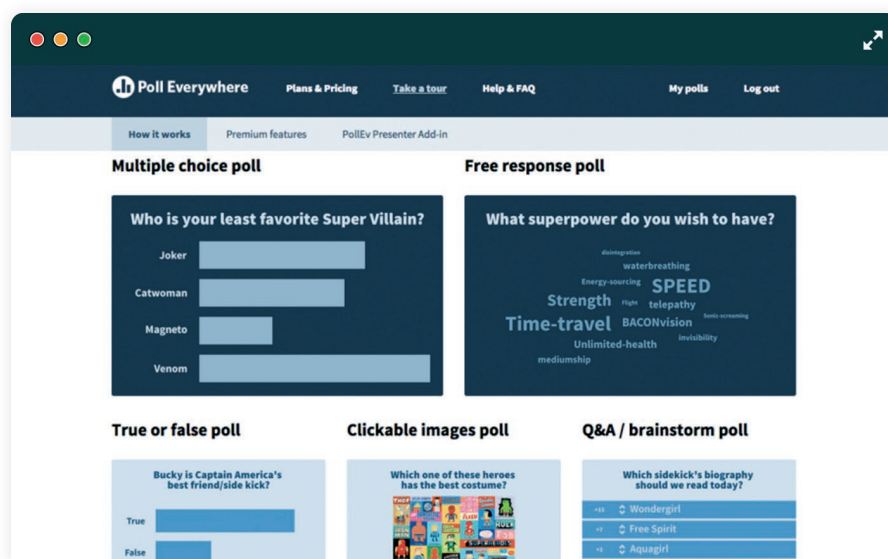 Poll Everywhere Plans & Pricing Take a tour Help & FAQ My polls Log out
How it works Premium features PollEv Presenter Add-in
Multiple choice poll
Who is your least favorite Super Villain?
Joker
Catwoman
Magneto
Venom
Free response poll
What superpower do you wish to have?
disintegration
waterbreathing
Energy-sourcing SPEED
Strength Flight telepathy
Time-travel BACONvision Sonic-screaming
Unlimited-health invisibility
mediumship
True or false poll
Bucky is Captain America's
best friend/side kick?
True
False
Clickable images poll
Which one of these heroes
has the best costume?
HULK
Q&A / brainstorm poll
Which sidekick's biography
should we read today?
Wondergirl
Free Spirit
Aquagirl